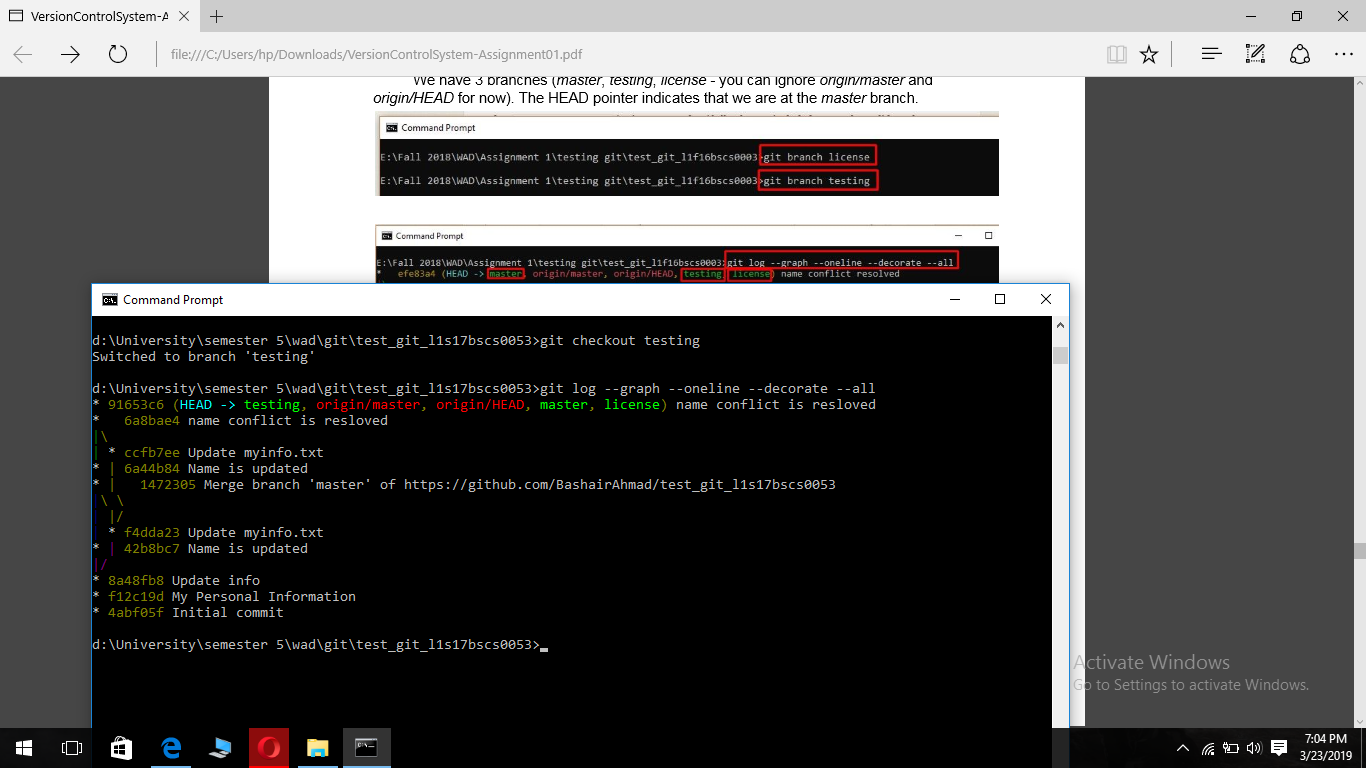 VersionControlSystem-A
file:///C:/Users/hp/Downloads/VersionControlSystem-Assignment01.pdf
We have 3 branches (master, testing, license - you can ignore origin/master and
origin/HEAD for now). The HEAD pointer indicates that we are at the master branch.
Command Prompt
E:\Fall 2018\WAD\Assignment 1\testing git\test_git_l1f16bscs0003>git branch license
E:\Fall 2018\WAD\Assignment 1\testing git\test_git_l1f16bscs0003>git branch testing
Command Prompt
E:\Fall 2018\WAD\Assignment 1\testing git\test_git_l1f16bscs0003>git log --graph --oneline --decorate --all
*   efe83a4 (HEAD -> master, origin/master, origin/HEAD, testing, license) name conflict resolved
Command Prompt
d:\University\semester 5\wad\git\test_git_l1s17bscs0053>git checkout testing
Switched to branch 'testing'
d:\University\semester 5\wad\git\test_git_l1s17bscs0053>git log --graph --oneline --decorate --all
* 91653c6 (HEAD -> testing, origin/master, origin/HEAD, master, license) name conflict is resloved
*   6a8bae4 name conflict is resloved
|\
| * ccfb7ee Update myinfo.txt
* | 6a44b84 Name is updated
* |   1472305 Merge branch 'master' of https://github.com/BashairAhmad/test_git_l1s17bscs0053
\ \
|/
* f4dda23 Update myinfo.txt
* | 42b8bc7 Name is updated
|/
* 8a48fb8 Update info
* f12c19d My Personal Information
* 4abf05f Initial commit
d:\University\semester 5\wad\git\test_git_l1s17bscs0053>
Activate Windows
Go to Settings to activate Windows.
7:04 PM
3/23/2019